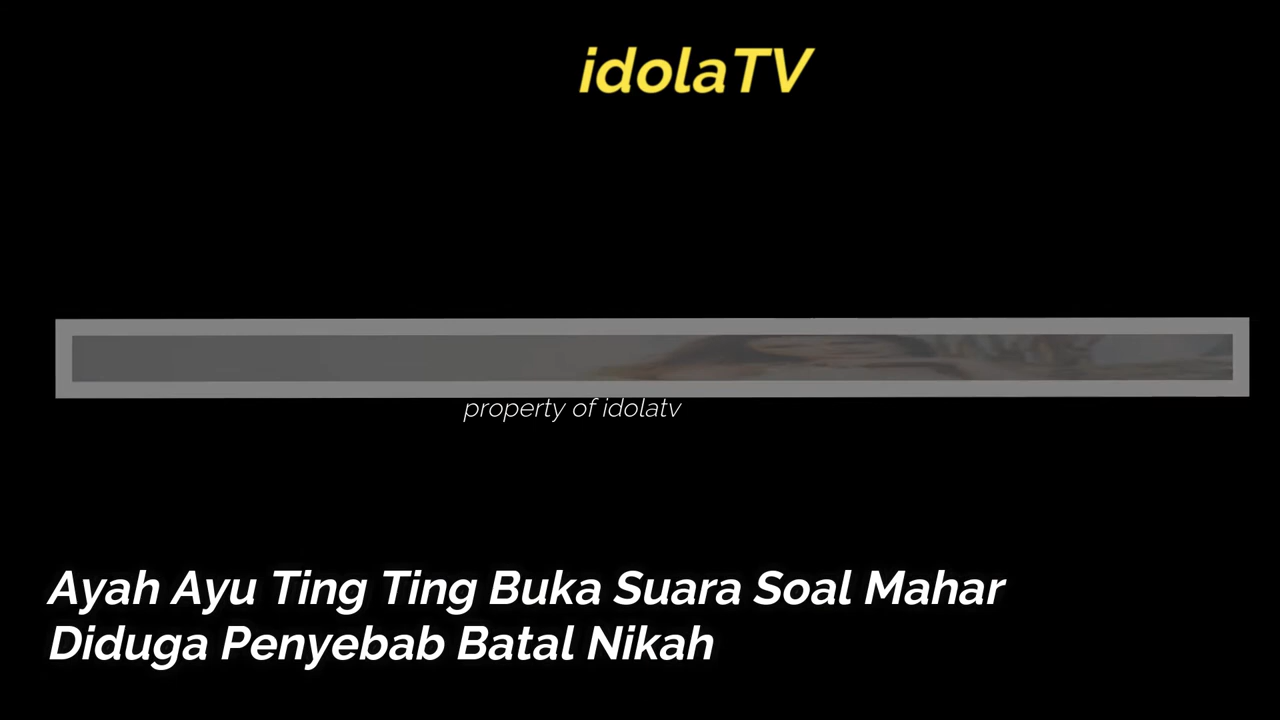 idolaTV
property of idolatv
Ayah Ayu Ting Ting Buka Suara Soal Mahar
Diduga Penyebab Batal Nikah